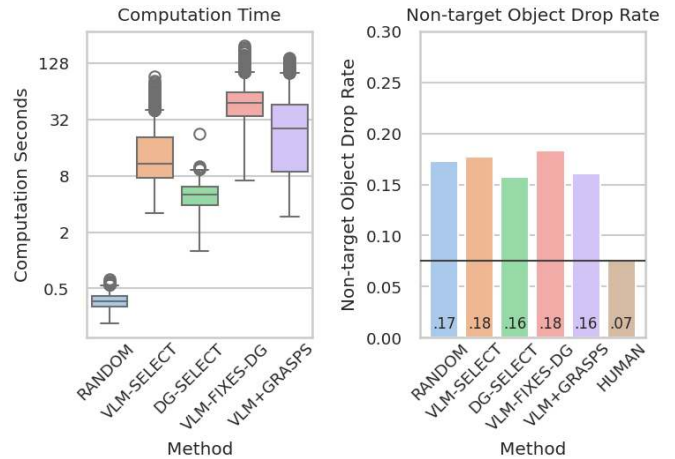 Computation Time
Computation Seconds
128
32
8
2
0.5
RANDOM
VLM-SELECT
DG-SELECT
VLM-FIXES-DG
VLM+GRASPS
Method
Non-target Object Drop Rate
Non-target Object Drop Rate
0.30
0.25
0.20
0.15
0.10
0.05
0.00
.17
.18
.16
.18
.16
.07
RANDOM
VLM-SELECT
DG-SELECT
VLM-FIXES-DG
VLM+GRASPS
HUMAN
Method